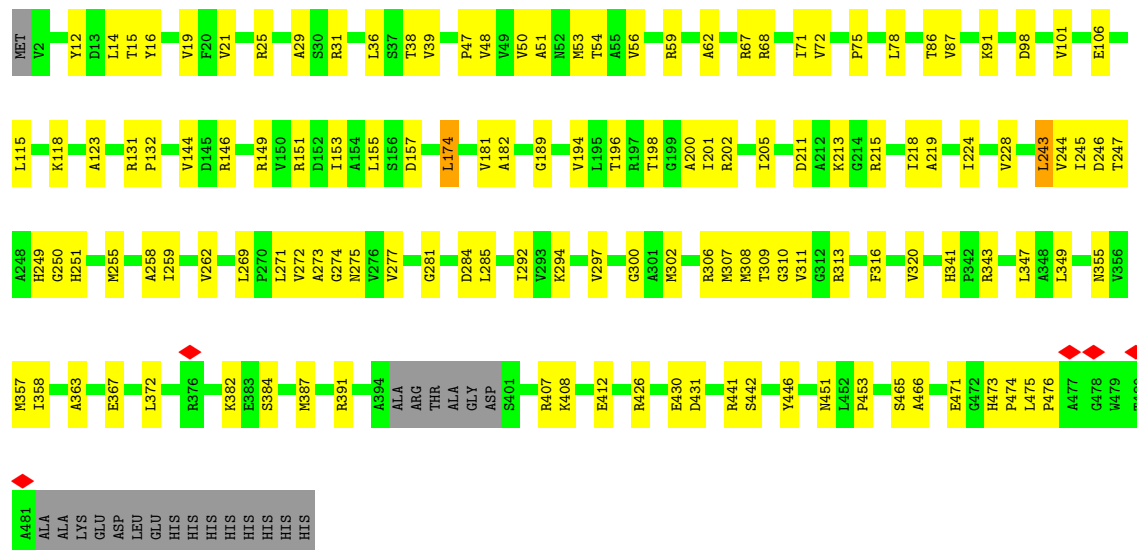 MET V2 Y12 D13 L14 T15 Y16 V19 F20 V21 R25 A29 S30 R31 L36 S37 T38 V39 P47 V48 V49 V50 A51 N52 M53 T54 A55 V56 R59 A62 R67 R68 I71 V72 P75 L78 T86 V87 K91 D98 V101 E106
L115 K118 A123 R131 P132 V144 D145 R146 R149 V150 R151 D152 I153 A154 L155 S156 D157 L174 V181 A182 G189 V194 L195 T196 R197 T198 G199 A200 I201 R202 I205 D211 A212 K213 G214 R215 I218 A219 I224 V228 L243 V244 I245 D246 T247
A248 H249 G250 H251 M255 A258 I259 V262 L269 P270 L271 V272 A273 G274 N275 V276 V277 G281 D284 L285 I292 V293 K294 V297 G300 A301 M302 R306 M307 M308 T309 G310 V311 G312 R313 F316 V320 H341 P342 R343 L347 A348 L349 N355 V356
M357 I358 A363 E367 L372 R376 K382 E383 S384 M387 R391 A394 ALA ARG THR ALA GLY ASP S401 R407 K408 E412 R426 E430 D431 R441 S442 Y446 N451 L452 P453 S465 A466 E471 G472 H473 P474 L475 P476 A477 G478 W479 T480
A481 ALA ALA LYS GLU ASP LEU GLU HIS HIS HIS HIS HIS HIS HIS HIS